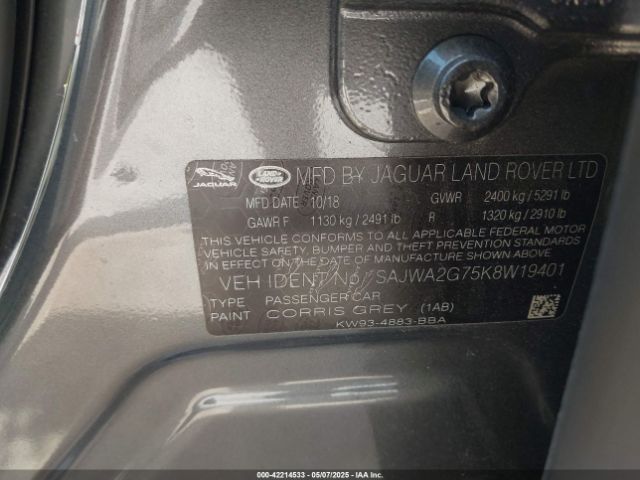 JAGUAR LAND ROVER MFD BY JAGUAR LAND ROVER LTD
MFD DATE 10/18 GVWR 2400 kg / 5291 lb
GAWR F 1130 kg / 2491 lb R 1320 kg / 2910 lb
THIS VEHICLE CONFORMS TO ALL APPLICABLE FEDERAL MOTOR
VEHICLE SAFETY, BUMPER AND THEFT PREVENTION STANDARDS
IN EFFECT ON THE DATE OF MANUFACTURE SHOWN ABOVE
VEH IDENT No / SAJWA2G75K8W19401
TYPE PASSENGER CAR
PAINT CORRIS GREY (1AB)
KW93-4883-BBA
000-42214533 - 05/07/2025 - IAA Inc. (IAAI)